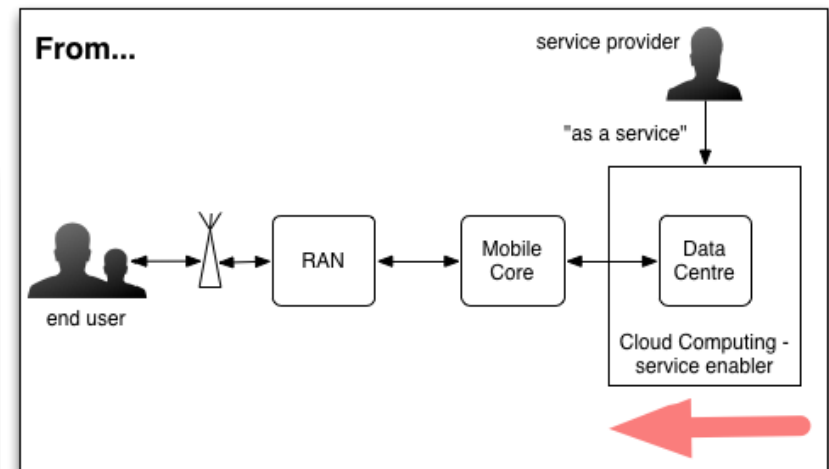 From...
service provider
"as a service"
RAN
Mobile
Core
Data
Centre
end user
Cloud Computing -
service enabler